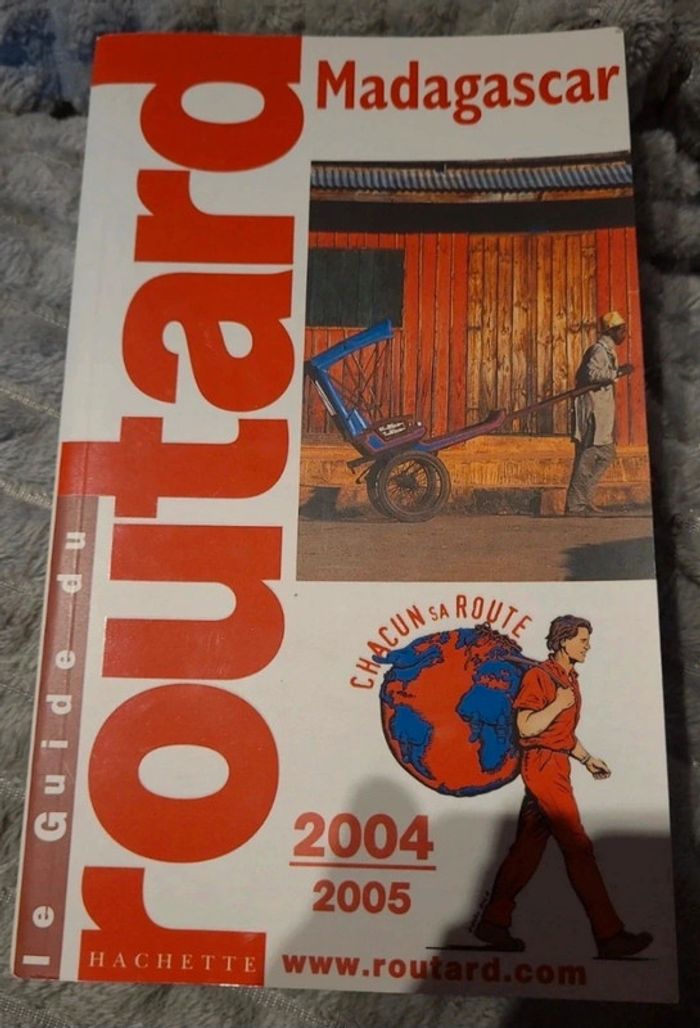 Madagascar
le Guide du
routard
CHACUN SA ROUTE
2004
2005
HACHETTE
www.routard.com